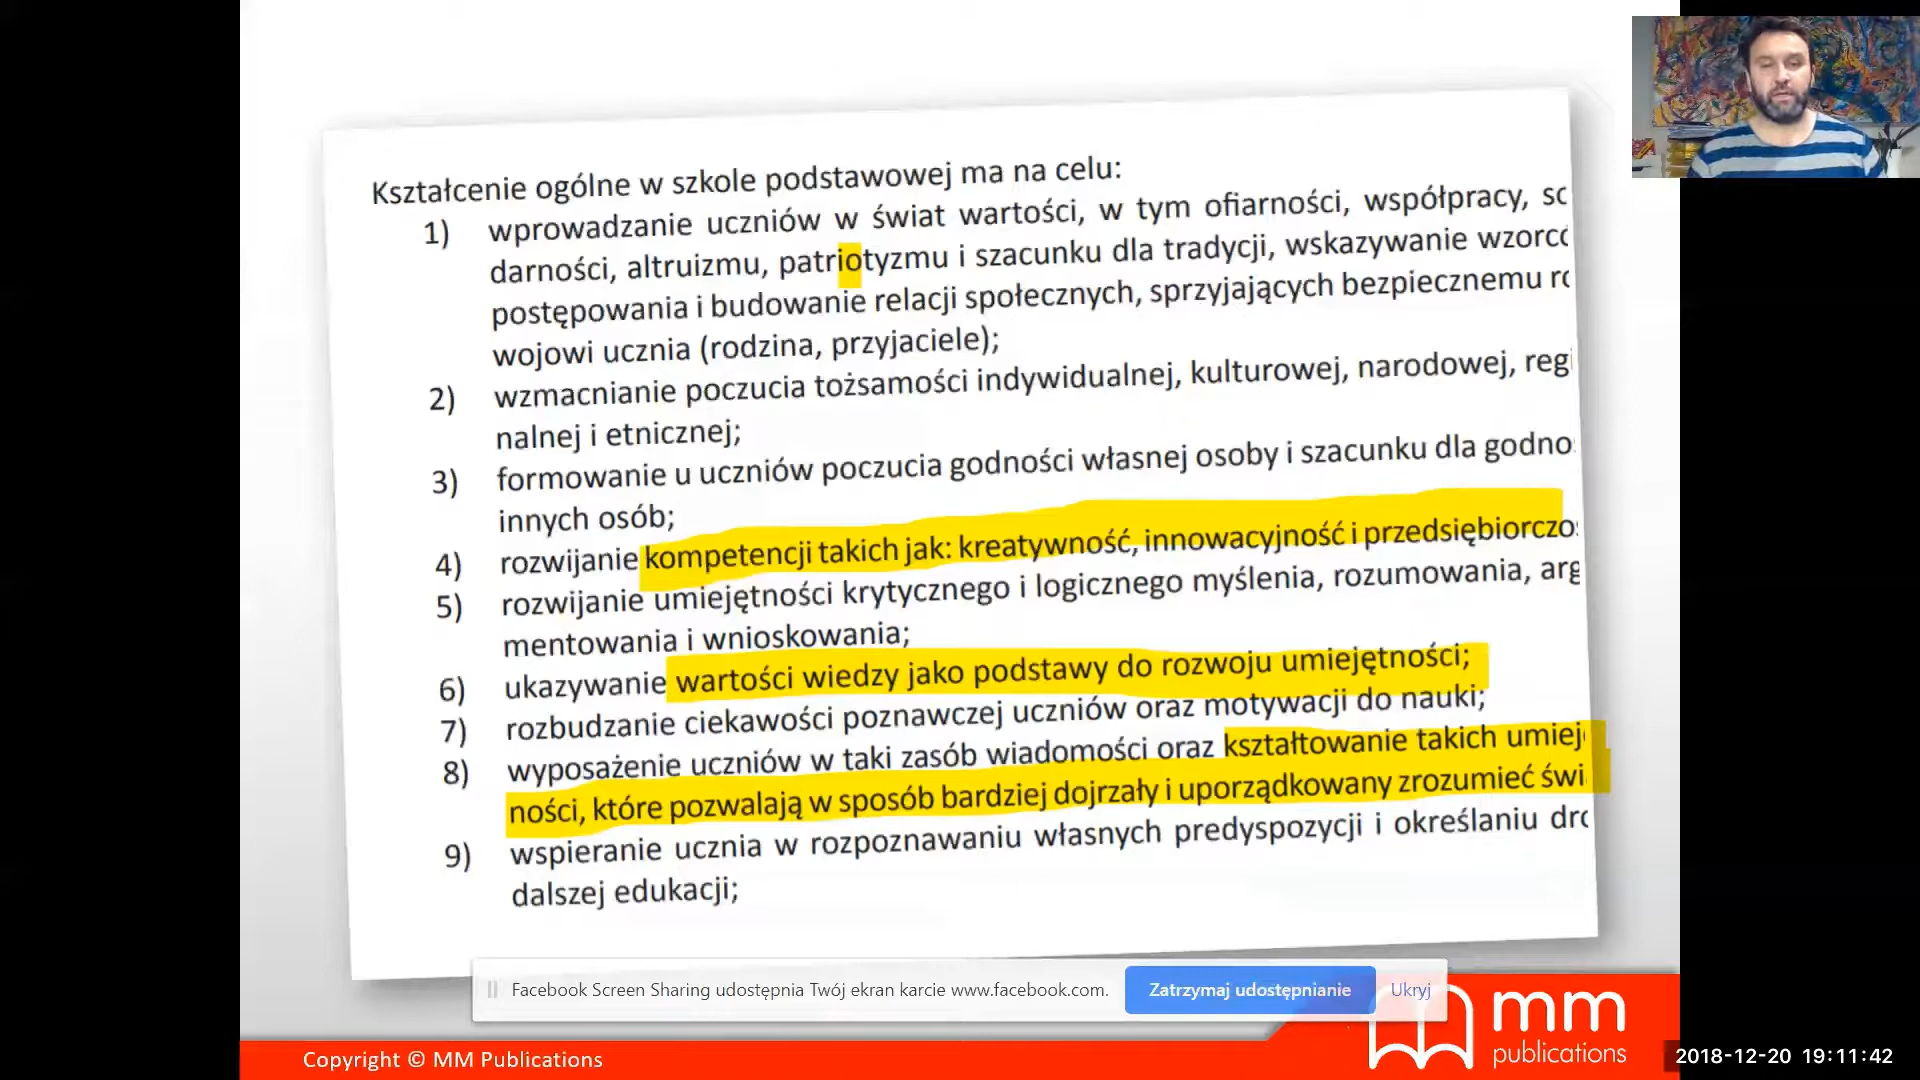 Kształcenie ogólne w szkole podstawowej ma na celu:
1) wprowadzanie uczniów w świat wartości, w tym ofiarności, współpracy,
darności, altruizmu, patriotyzmu i szacunku dla tradycji, wskazywanie
postępowania i budowanie relacji społecznych, sprzyjających bezpiecznemu
wojowi ucznia (rodzina, przyjaciele);
2) wzmacnianie poczucia tożsamości indywidualnej, kulturowej, narodowej,
nalnej i etnicznej;
3) formowanie u uczniów poczucia godności własnej osoby i szacunku dla
innych osób;
4) rozwijanie kompetencji takich jak: kreatywność, innowacyjność i
5) rozwijanie umiejętności krytycznego i logicznego myślenia, rozumowania,
mentowania i wnioskowania;
6) ukazywanie wartości wiedzy jako podstawy do rozwoju umiejętności;
7) rozbudzanie ciekawości poznawczej uczniów oraz motywacji do nauki;
8) wyposażenie uczniów w taki zasób wiadomości oraz kształtowanie takich
ności, które pozwalają w sposób bardziej dojrzały i uporządkowany zrozumieć
9) wspieranie ucznia w rozpoznawaniu własnych predyspozycji i określaniu
dalszej edukacji;
Facebook Screen Sharing udostępnia Twój ekran karcie www.facebook.com.
Zatrzymaj udostępnianie
Ukryj
mm
publications
Copyright © MM Publications
2018-12-20 19:11:42